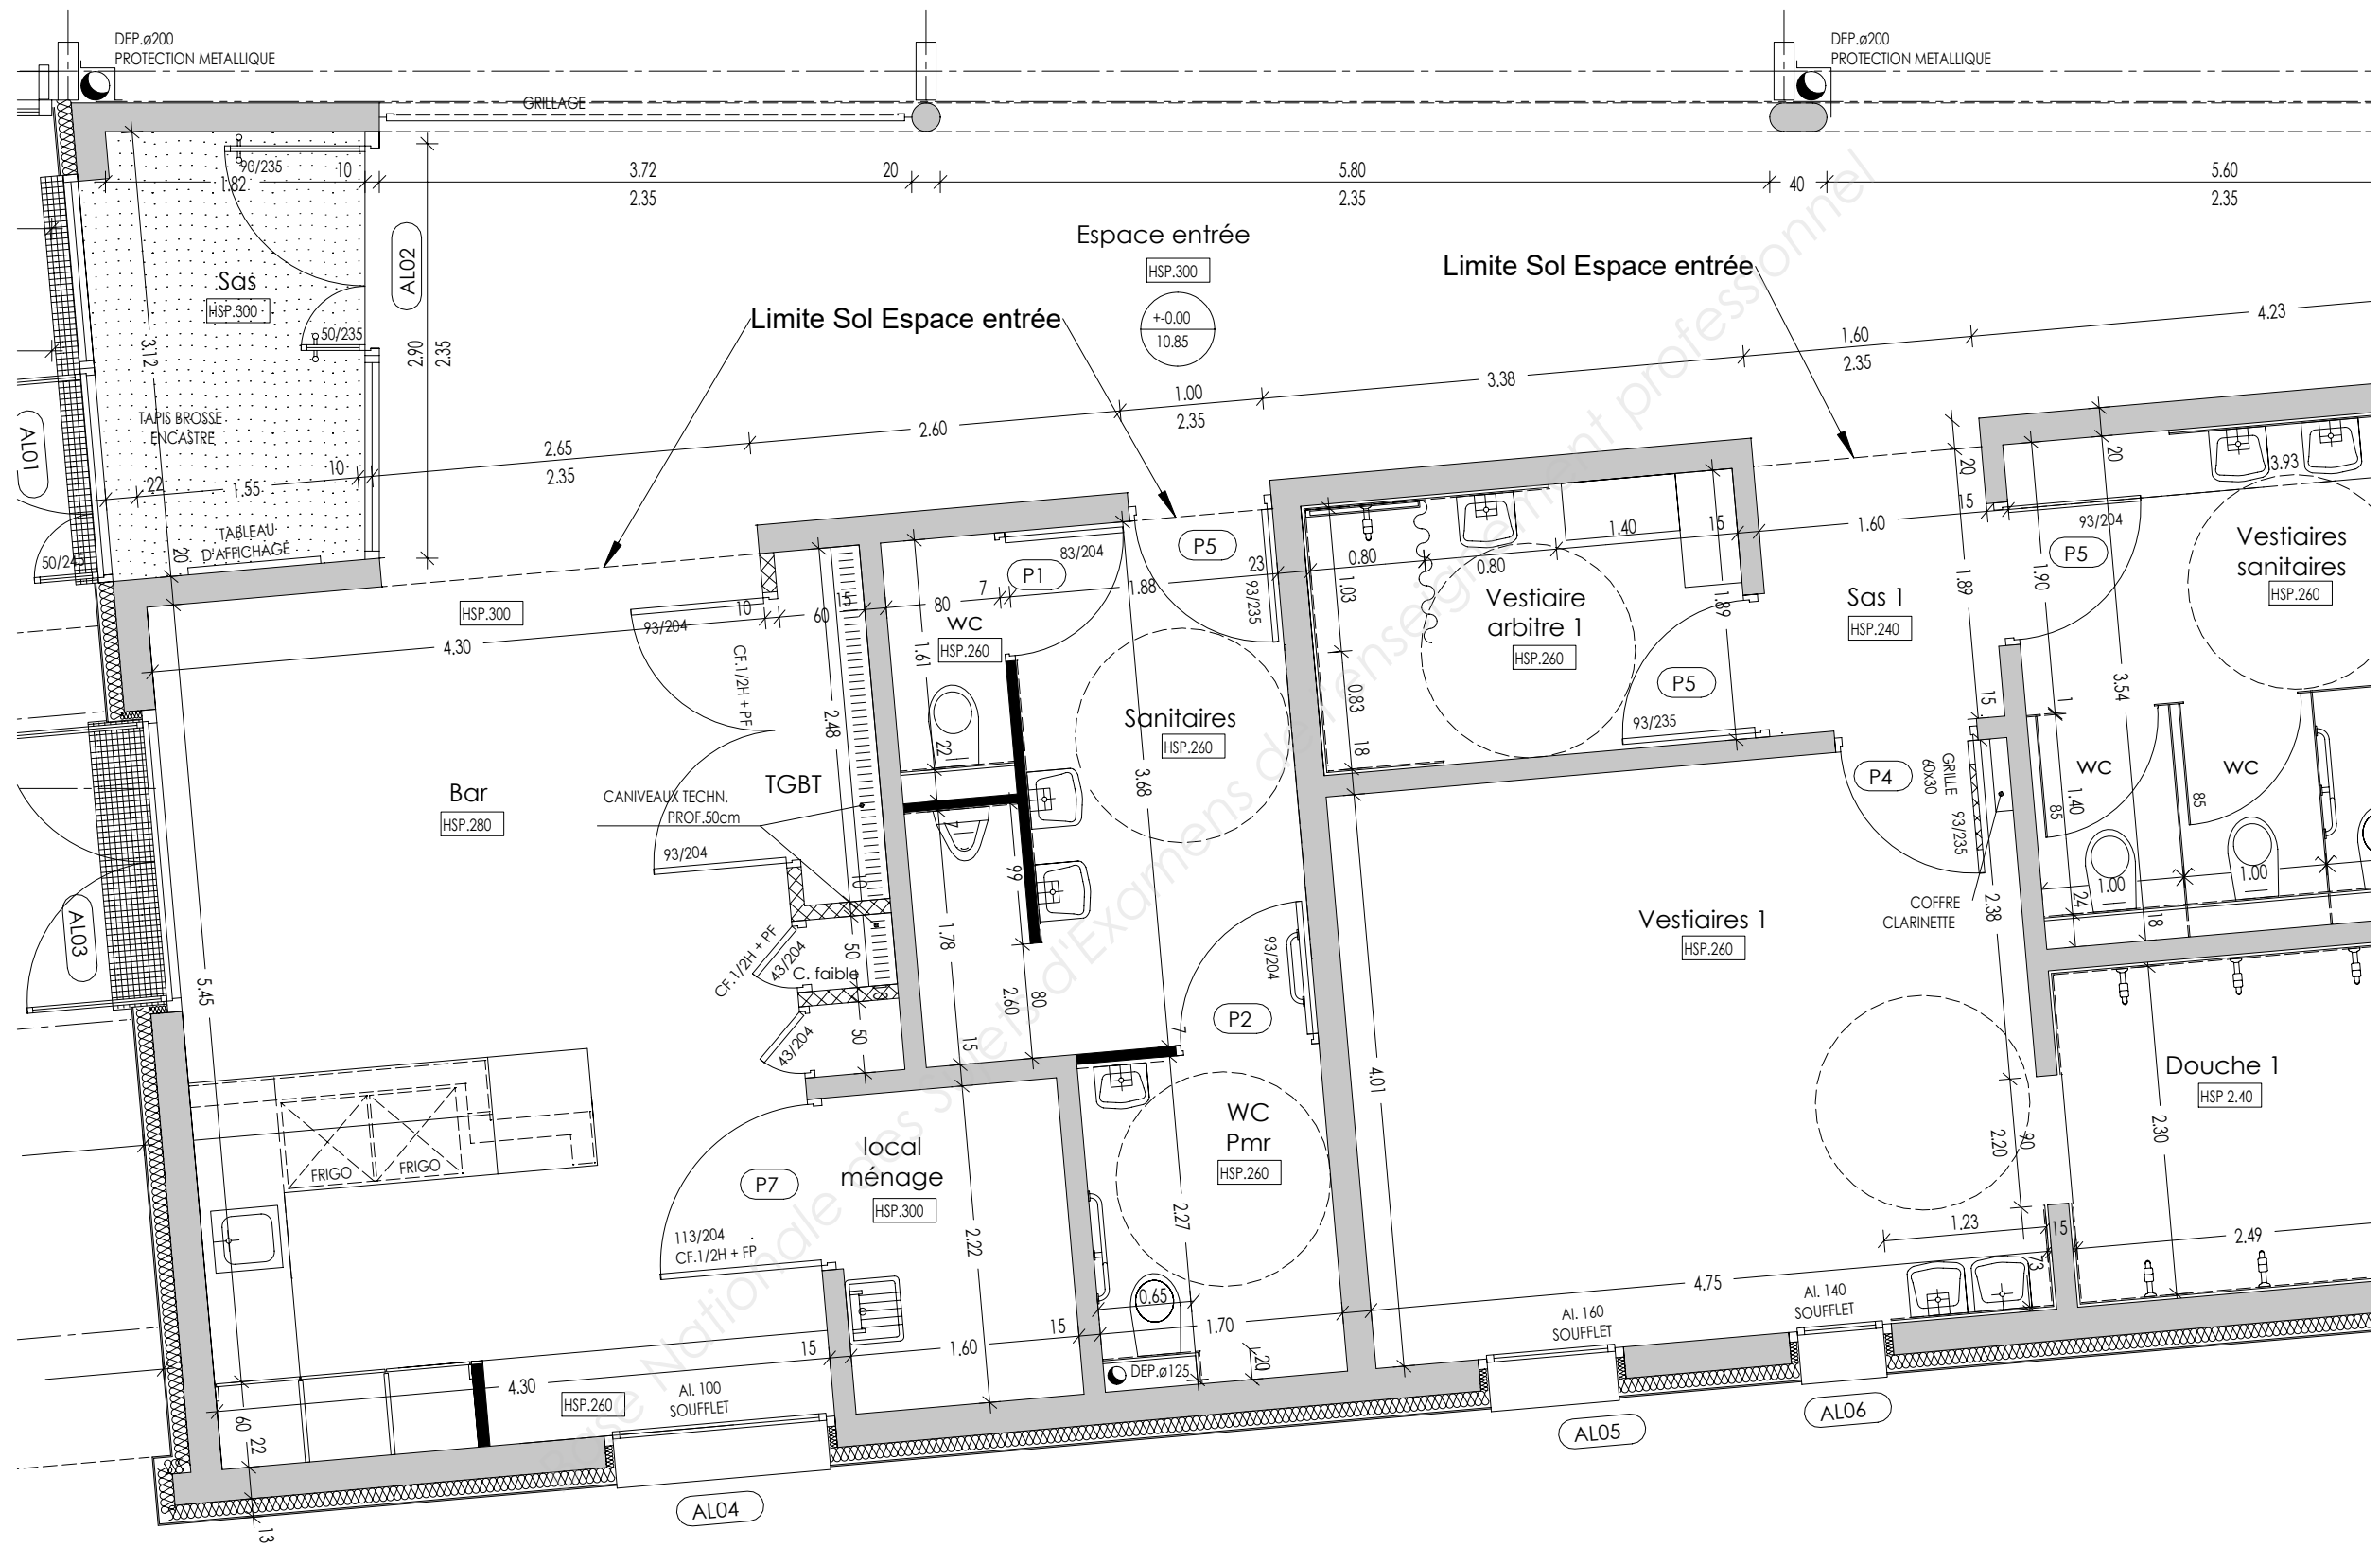 DEP.ø200
PROTECTION METALLIQUE
DEP.ø200
PROTECTION METALLIQUE
GRILLAGE
90/235
1.82
10
3.72
2.35
20
5.80
2.35
40
5.60
2.35
AL02
Espace entrée
HSP.300
+-0.00
10.85
Limite Sol Espace entrée
Limite Sol Espace entrée
Sas
HSP.300
50/235
3.12
2.90
2.35
TAPIS BROSSE
ENCASTRE
AL01
10
22
1.55
TABLEAU
D'AFFICHAGE
20
2.65
2.35
2.60
1.00
2.35
3.38
1.60
2.35
4.23
HSP.300
4.30
93/204
10
60
15
80
7
1.88
23
WC
HSP.260
1.61
P1
83/204
P5
93/235
0.80
1.03
0.80
1.40
15
1.89
Vestiaire
arbitre 1
HSP.260
0.83
18
P5
93/235
1.60
15
20
1.89
Sas 1
HSP.240
15
P5
93/204
1.90
20
3.93
3.54
Vestiaires
sanitaires
HSP.260
1
WC
WC
85
1.40
85
1.00
1.00
24
18
CF.1/2H + PF
2.48
TGBT
22
Sanitaires
HSP.260
3.68
Bar
HSP.280
CANIVEAUX TECHN.
PROF.50cm
93/204
10
7
99
P4
GRILLE
60x30
93/235
COFFRE
CLARINETTE
2.38
AL03
5.45
CF.1/2H + PF
43/204
C. faible
50
8
1.78
2.60
80
50
43/204
15
93/204
P2
7
Vestiaires 1
HSP.260
4.01
Douche 1
HSP 2.40
2.30
2.20
90
FRIGO
FRIGO
P7
113/204
CF.1/2H + FP
local
ménage
HSP.300
2.22
WC
Pmr
HSP.260
2.27
0.65
1.70
15
1.60
15
4.30
HSP.260
Al. 100
SOUFFLET
DEP.ø125
20
4.75
Al. 160
SOUFFLET
Al. 140
SOUFFLET
1.23
15
73
2.49
60
22
13
AL04
AL05
AL06
Base Nationale des Sujets d'Examens de l'enseignement professionnel